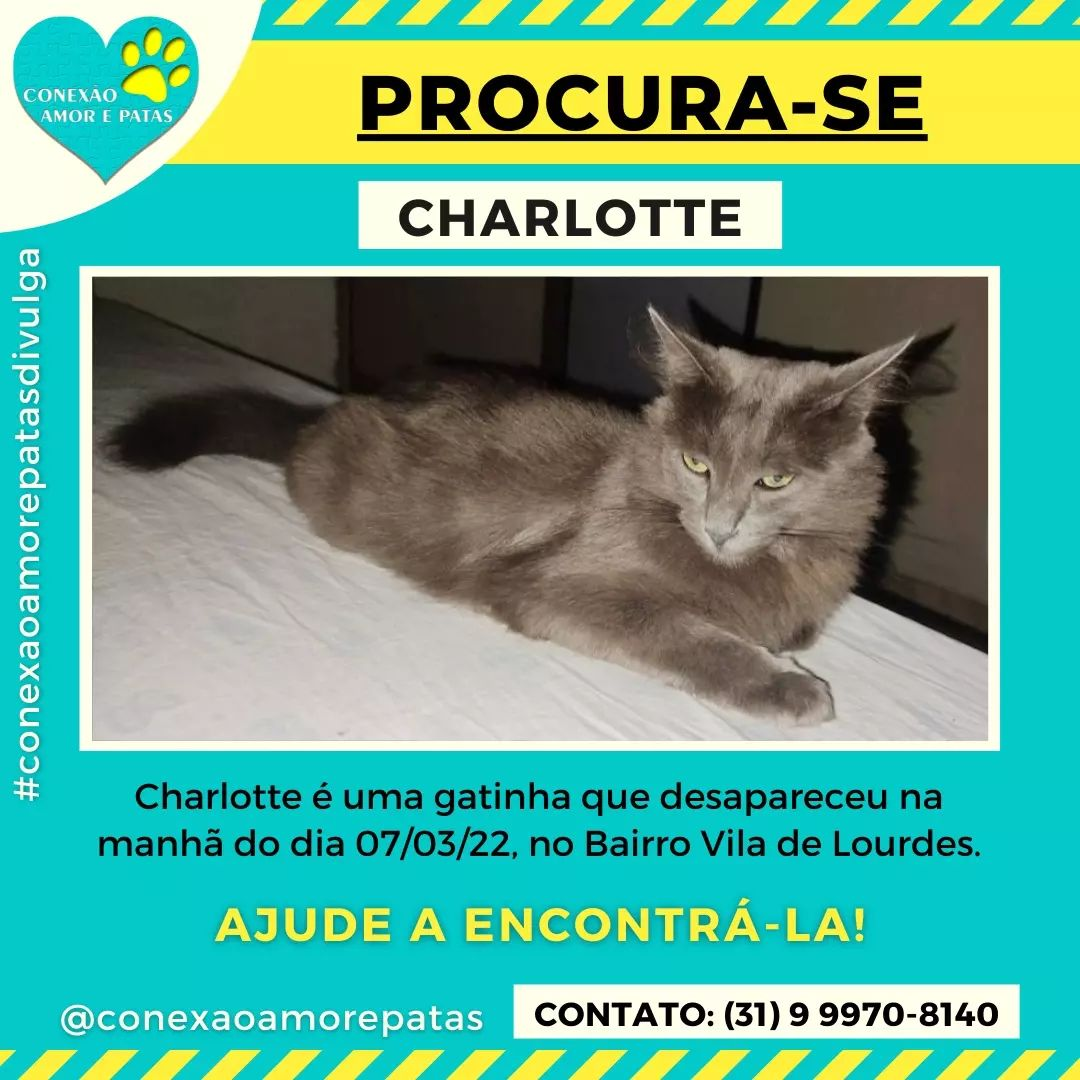 CONEXÃO
AMOR E PATAS
PROCURA-SE
CHARLOTTE
#conexaoamorepatasdivulga
Charlotte é uma gatinha que desapareceu na
manhã do dia 07/03/22, no Bairro Vila de Lourdes.
AJUDE A ENCONTRÁ-LA!
@conexaoamorepatas
CONTATO: (31) 9 9970-8140